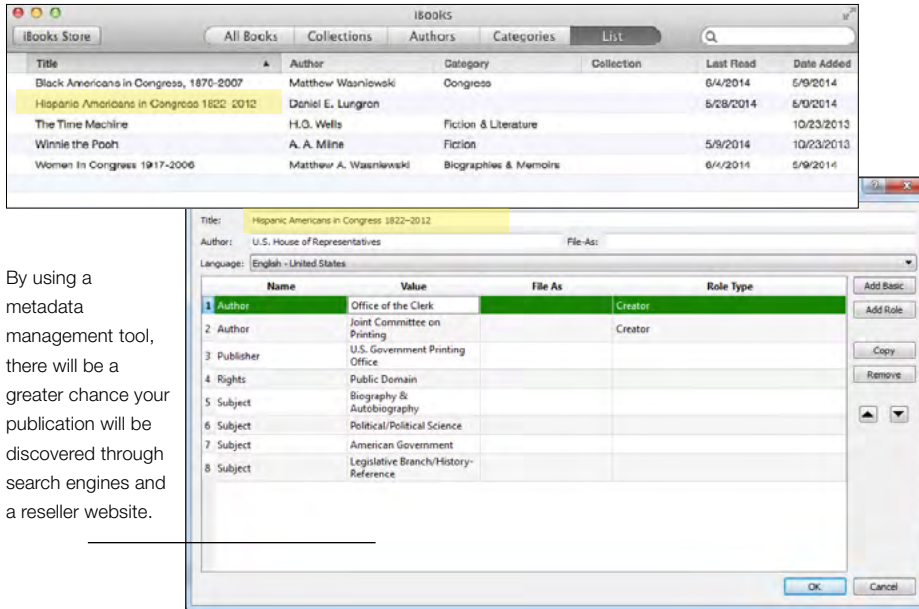 iBooks
iBooks Store All Books Collections Authors Categories List
Title Author Category Collection Last Read Date Added
Black Americans in Congress, 1870-2007 Matthew Wasniewski Congress 6/4/2014 5/9/2014
Hispanic Americans in Congress 1822-2012 Daniel E. Lungren 5/28/2014 5/9/2014
The Time Machine H.G. Wells Fiction & Literature 10/23/2013
Winnie the Pooh A. A. Milne Fiction 5/9/2014 10/23/2013
Women In Congress 1917-2006 Matthew A. Wasniewski Biographies & Memoirs 6/4/2014 5/9/2014
By using a
metadata
management tool,
there will be a
greater chance your
publication will be
discovered through
search engines and
a reseller website.
Title: Hispanic Americans in Congress 1822–2012
Author: U.S. House of Representatives File-As:
Language: English - United States
Name Value File As Role Type
Add Basic
1 Author Office of the Clerk Creator
Add Role
2 Author Joint Committee on
Printing Creator
3 Publisher U.S. Government Printing
Office
Copy
4 Rights Public Domain
Remove
5 Subject Biography &
Autobiography
6 Subject Political/Political Science
7 Subject American Government
8 Subject Legislative Branch/History-
Reference
OK Cancel